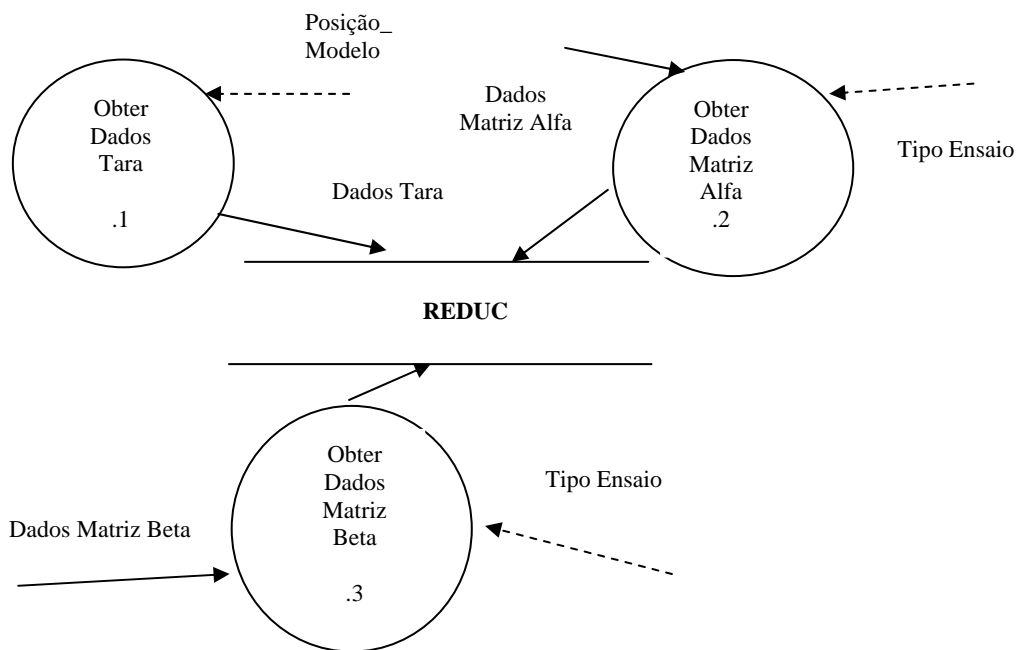 Posição_
Modelo
Obter
Dados
Tara
.1
Dados
Matriz Alfa
Obter
Dados
Matriz
Alfa
.2
Tipo Ensaio
Dados Tara
REDUC
Obter
Dados
Matriz
Beta
.3
Tipo Ensaio
Dados Matriz Beta